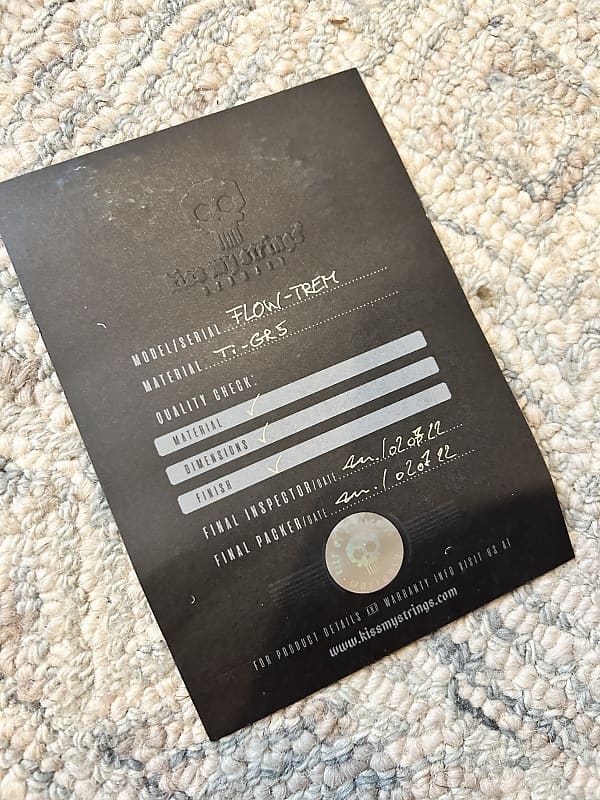 kissmystrings
MODEL/SERIAL FLOW-TREM
MATERIAL Ti-GR5
QUALITY CHECK:
MATERIAL ✓
DIMENSIONS ✓
FINISH ✓
FINAL INSPECTOR/DATE
FINAL PACKER/DATE
FOR PRODUCT DETAILS AND WARRANTY INFO VISIT US AT
www.kissmystrings.com